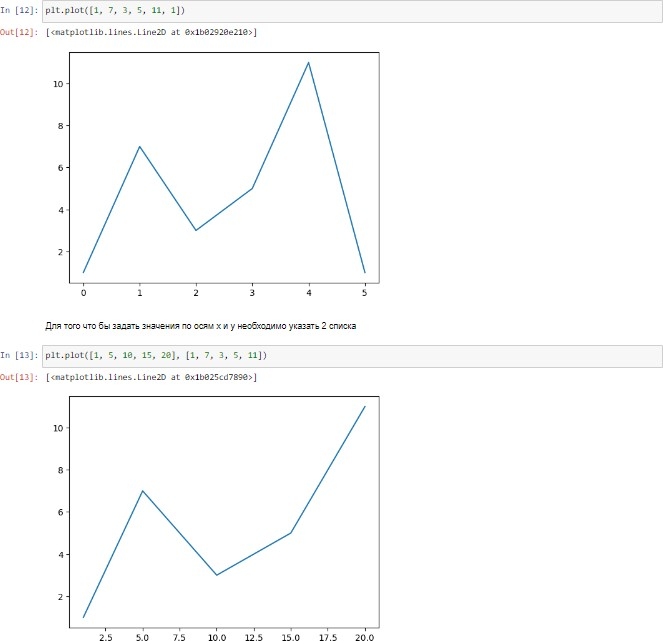 In [12]: plt.plot([1, 7, 3, 5, 11, 1])
Out[12]: [<matplotlib.lines.Line2D at 0x1b02920e210>]
10
8
6
4
2
0 1 2 3 4 5
Для того что бы задать значения по осям x и y необходимо указать 2 списка
In [13]: plt.plot([1, 5, 10, 15, 20], [1, 7, 3, 5, 11])
Out[13]: [<matplotlib.lines.Line2D at 0x1b025cd7890>]
10
8
6
4
2
2.5 5.0 7.5 10.0 12.5 15.0 17.5 20.0